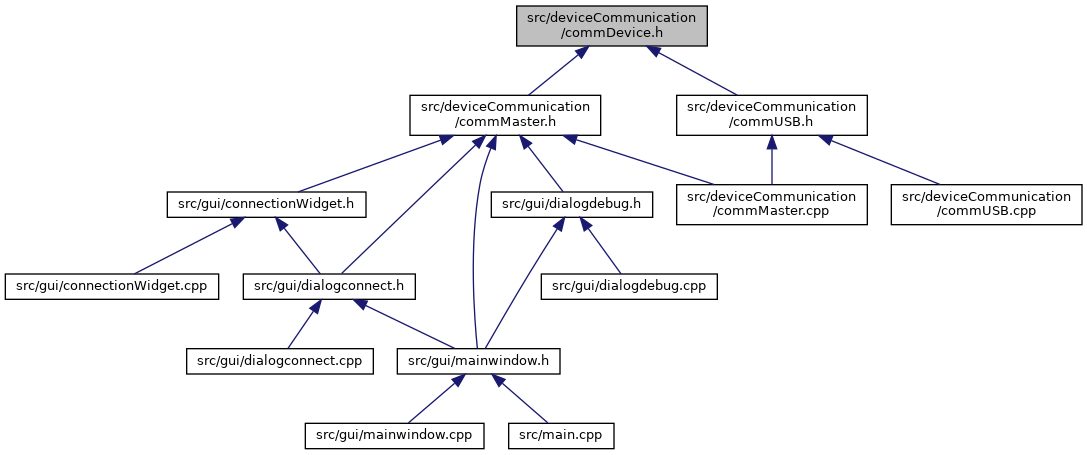 src/deviceCommunication
/commDevice.h
src/deviceCommunication
/commMaster.h
src/deviceCommunication
/commUSB.h
src/gui/connectionWidget.h
src/gui/dialogdebug.h
src/deviceCommunication
/commMaster.cpp
src/deviceCommunication
/commUSB.cpp
src/gui/connectionWidget.cpp
src/gui/dialogconnect.h
src/gui/dialogdebug.cpp
src/gui/dialogconnect.cpp
src/gui/mainwindow.h
src/gui/mainwindow.cpp
src/main.cpp